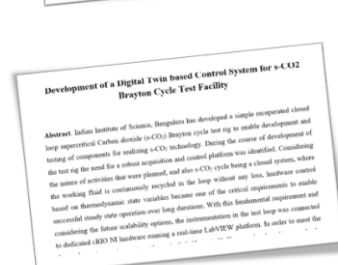 Development of a Digital Twin based Control System for s-CO2
Brayton Cycle Test Facility
Abstract. Indian Institute of Science, Bengaluru has developed a simple recuperated closed
loop supercritical Carbon dioxide (s-CO2) Brayton cycle test rig to enable development and
testing of components for realizing s-CO2 technology. During the course of development of
the test rig the need for a robust acquisition and control platform was identified. Considering
the nature of activities that were planned, and also s-CO2 cycle being a closed system, where
the working fluid is continuously recycled in the loop without any loss, hardware control
based on thermodynamic state variables became one of the critical requirements to enable
successful steady state operation over long durations. With this fundamental requirement and
considering the future scalability options, the instrumentation in the test loop was connected
to dedicated cRIO NI hardware running a real-time LabVIEW platform. In order to meet the